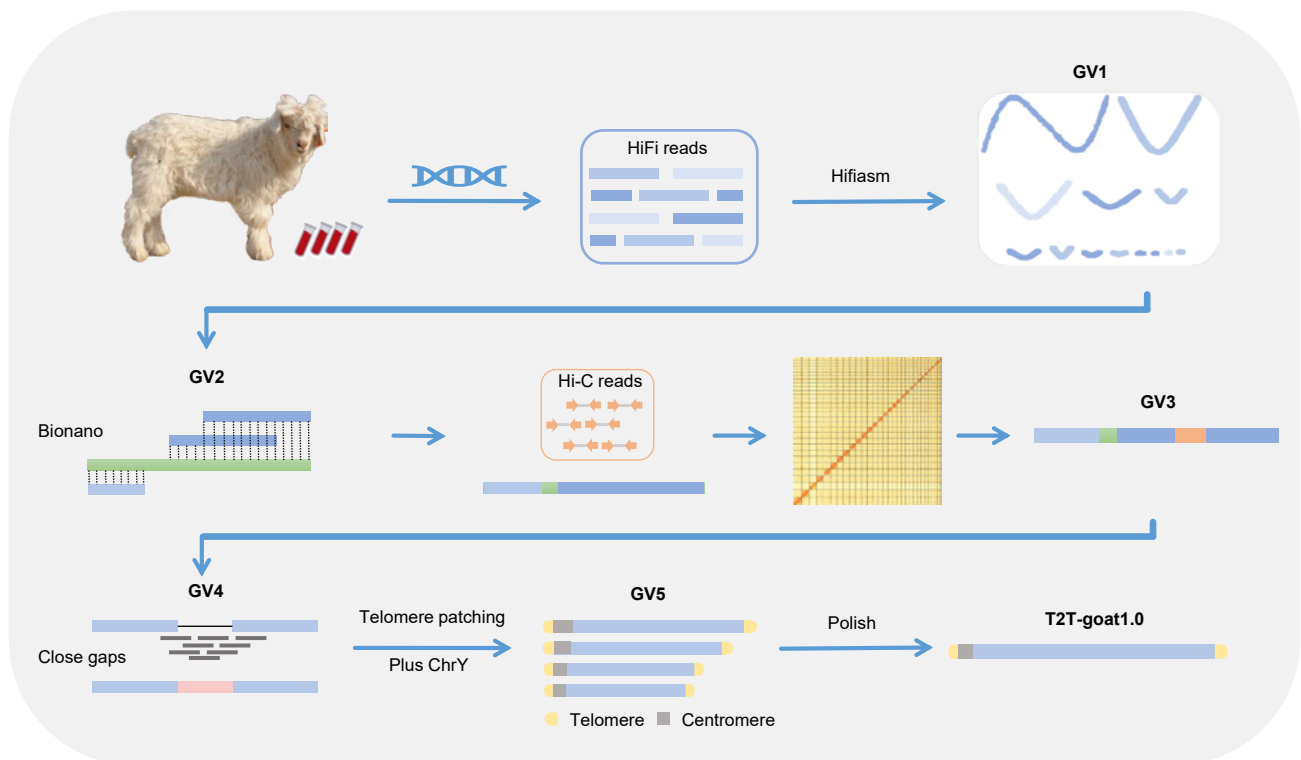 GV1
HiFi reads
Hifiasm
GV2
Bionano
Hi-C reads
GV3
GV4
Close gaps
Telomere patching
Plus ChrY
GV5
Polish
T2T-goat1.0
Telomere
Centromere